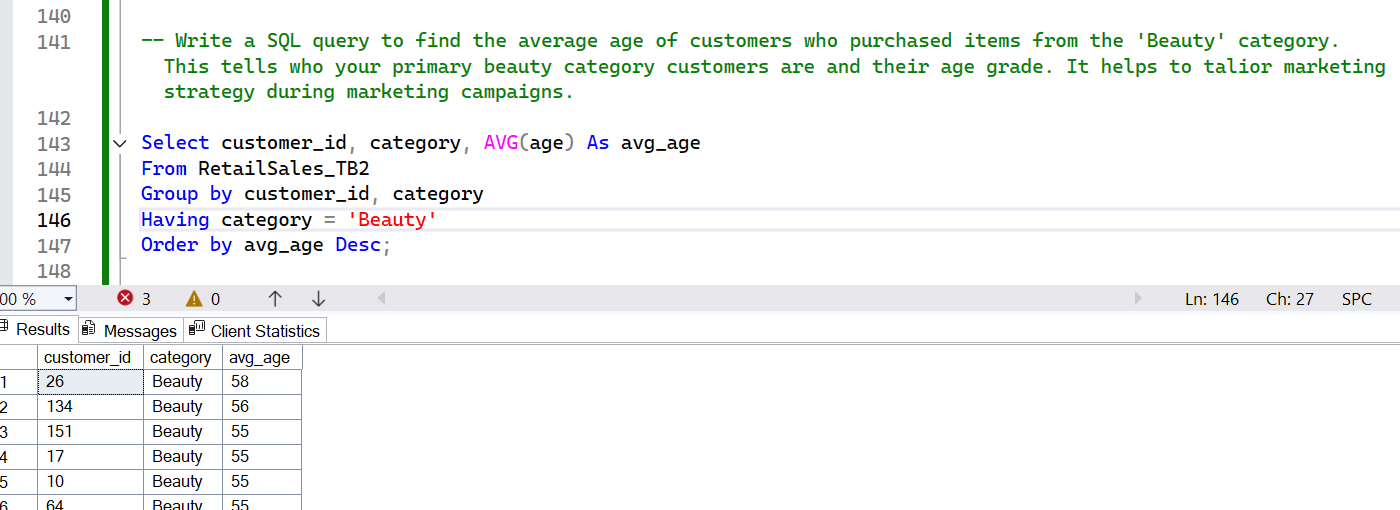 140
141 -- Write a SQL query to find the average age of customers who purchased items from the 'Beauty' category.
This tells who your primary beauty category customers are and their age grade. It helps to talior marketing
strategy during marketing campaigns.
142
143 Select customer_id, category, AVG(age) As avg_age
144 From RetailSales_TB2
145 Group by customer_id, category
146 Having category = 'Beauty'
147 Order by avg_age Desc;
148
00 % 3 0 Ln: 146 Ch: 27 SPC
Results Messages Client Statistics
customer_id category avg_age
1 26 Beauty 58
2 134 Beauty 56
3 151 Beauty 55
4 17 Beauty 55
5 10 Beauty 55
6 64 Beauty 55